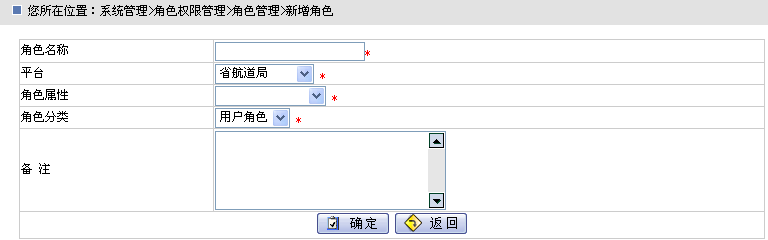 您所在位置：系统管理>角色权限管理>角色管理>新增角色
角色名称 *
平台 省航道局 *
角色属性 *
角色分类 用户角色 *
备 注
确定 返回